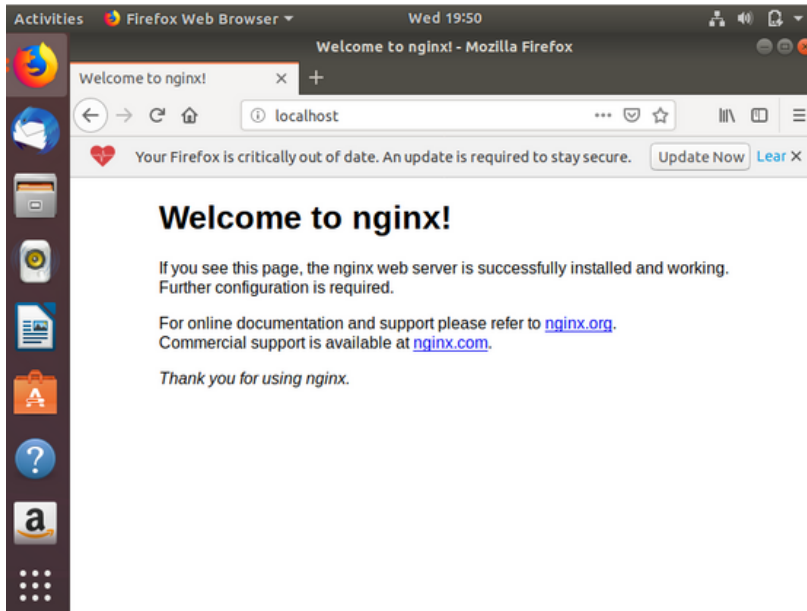 Activities Firefox Web Browser Wed 19:50
Welcome to nginx! - Mozilla Firefox
Welcome to nginx!
localhost
Your Firefox is critically out of date. An update is required to stay secure. Update Now Lear
Welcome to nginx!
If you see this page, the nginx web server is successfully installed and working.
Further configuration is required.
For online documentation and support please refer to nginx.org.
Commercial support is available at nginx.com.
Thank you for using nginx.
A
?
a